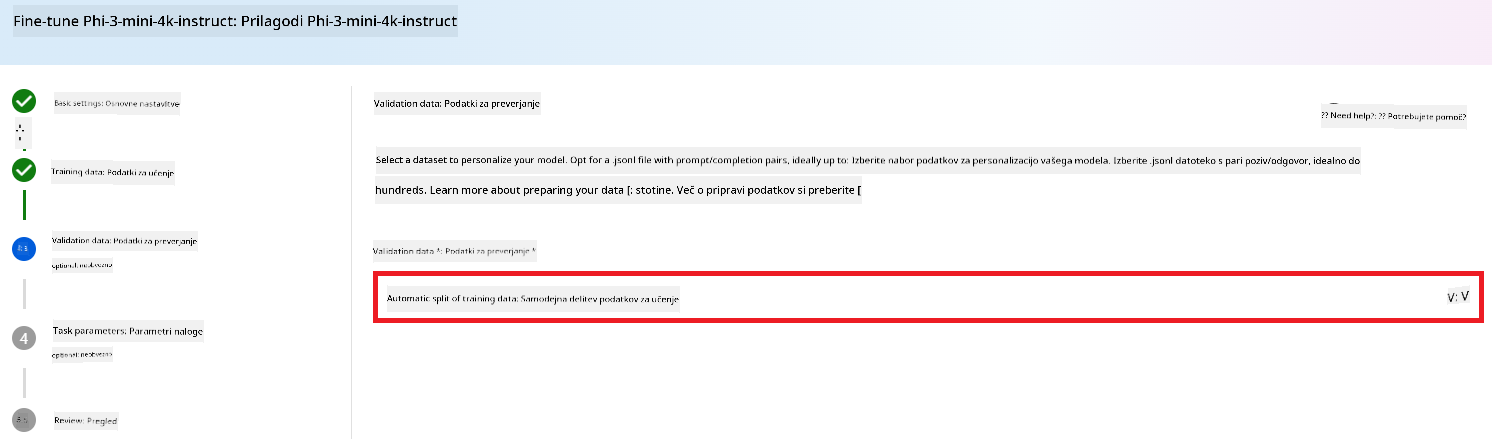 Fine-tune Phi-3-mini-4k-instruct: Prilagodi Phi-3-mini-4k-instruct
Basic settings: Osnovne nastavitve
Training data: Podatki za učenje
Validation data: Podatki za preverjanje
optional: neobvezno
4
Task parameters: Parametri naloge
optional: neobvezno
Review: Pregled
Validation data: Podatki za preverjanje
?? Need help?: ?? Potrebujete pomoč?
Select a dataset to personalize your model. Opt for a .jsonl file with prompt/completion pairs, ideally up to: Izberite nabor podatkov za personalizacijo vašega modela. Izberite .jsonl datoteko s pari poziv/odgovor, idealno do
hundreds. Learn more about preparing your data [: stotine. Več o pripravi podatkov si preberite [
Validation data *: Podatki za preverjanje *
Automatic split of training data: Samodejna delitev podatkov za učenje
V: V